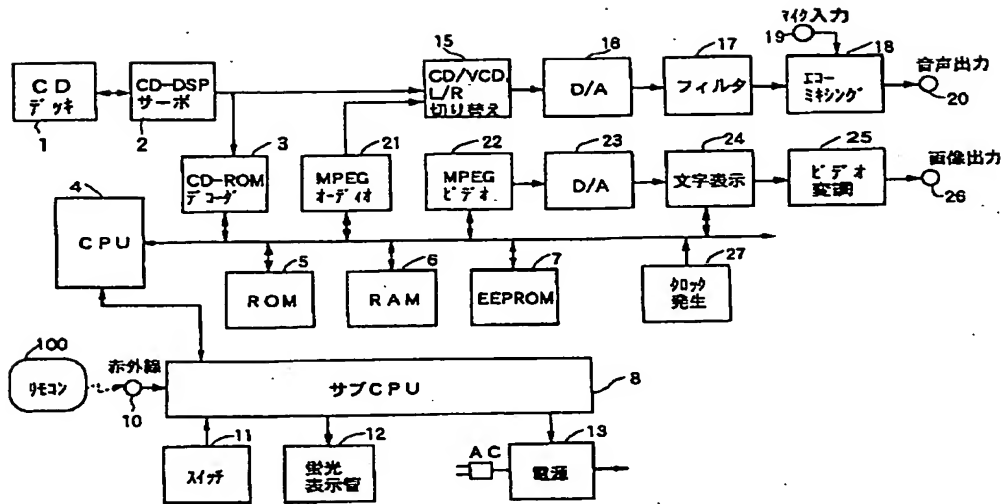 マイク入力
15
16
17
19
18
音声出力
CD
デッキ
CD-DSP
サーボ
CD/VCD,
L/R
切り替え
D/A
フィルタ
エコー
ミキシング
20
1
2
3
21
22
23
24
25
画像出力
4
CD-ROM
デコーダ
MPEG
オーディオ
MPEG
ビデオ
D/A
文字表示
ビデオ
変調
26
CPU
5
6
7
27
ROM
RAM
EEPROM
クロック
発生
100
赤外線
リモコン
サブCPU
8
10
11
12
13
AC
スイッチ
蛍光
表示管
電源